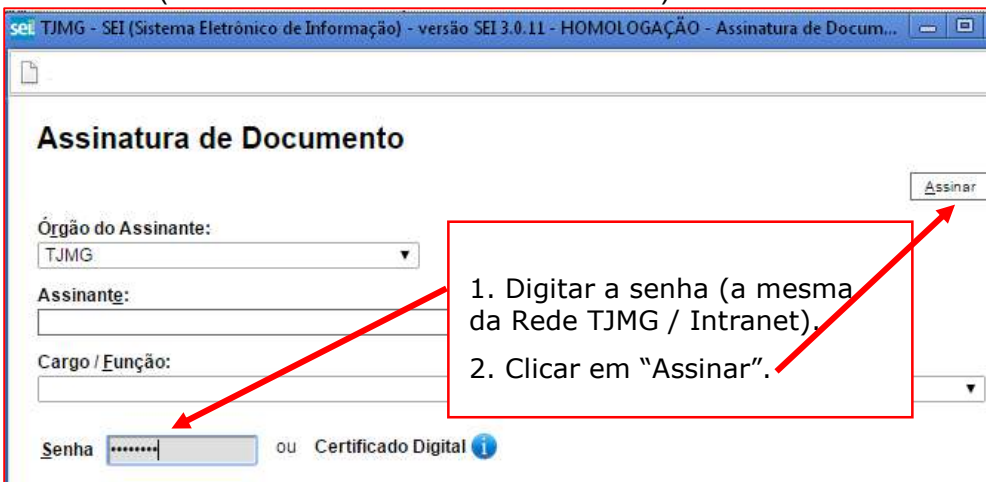 sei. TJMG - SEI (Sistema Eletrônico de Informação) - versão SEI 3.0.11 - HOMOLOGAÇÃO - Assinatura de Docum...
Assinatura de Documento
Assinar
Órgão do Assinante:
TJMG
Assinante:
Cargo / Função:
1. Digitar a senha (a mesma
da Rede TJMG / Intranet).
2. Clicar em “Assinar”.
Senha •••••••• ou Certificado Digital i